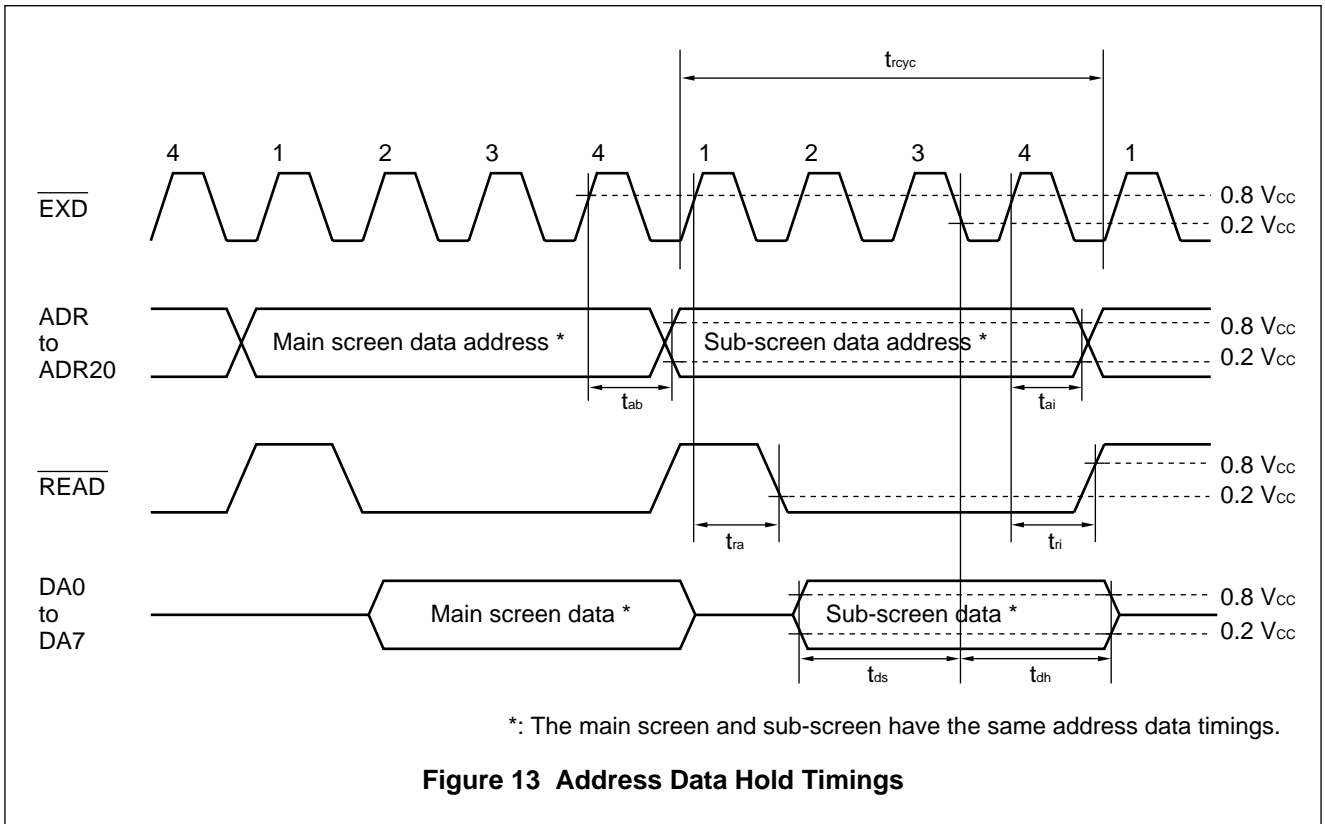 trcyc
4 1 2 3 4 1 2 3 4 1
EXD
0.8 VCC
0.2 VCC
ADR
to
ADR20
Main screen data address *
Sub-screen data address *
0.8 VCC
0.2 VCC
tab
tai
READ
0.8 VCC
0.2 VCC
tra
tri
DA0
to
DA7
Main screen data *
Sub-screen data *
0.8 VCC
0.2 VCC
tds
tdh
*: The main screen and sub-screen have the same address data timings.
Figure 13 Address Data Hold Timings